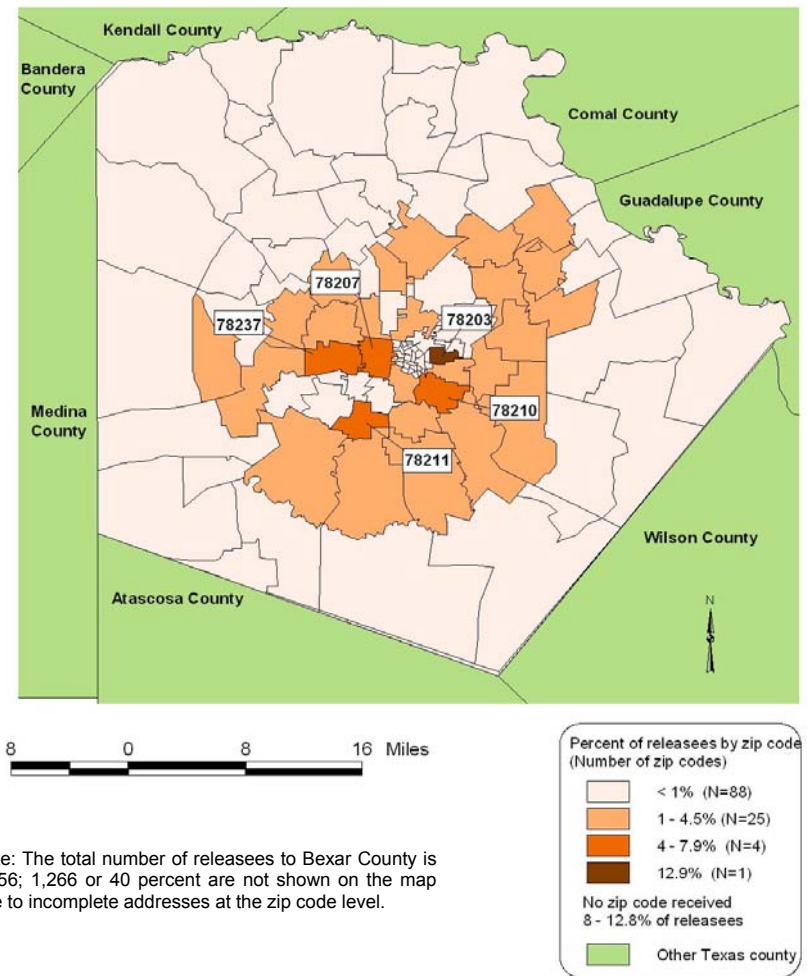 Kendall County
Bandera
County
Comal County
Guadalupe County
78207
78237
78203
Medina
County
78210
78211
Wilson County
Atascosa County
N
8 0 8 16 Miles
Percent of releasees by zip code
(Number of zip codes)
< 1% (N=88)
1 - 4.5% (N=25)
4 - 7.9% (N=4)
12.9% (N=1)
No zip code received
8 - 12.8% of releasees
Other Texas county
e: The total number of releasees to Bexar County is
56; 1,266 or 40 percent are not shown on the map
e to incomplete addresses at the zip code level.